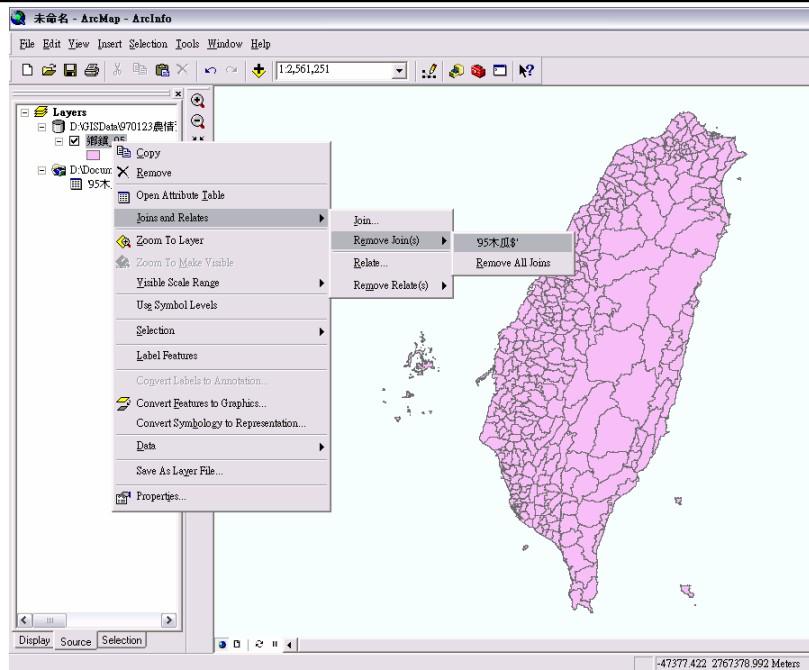 未命名 - ArcMap - ArcInfo
File Edit View Insert Selection Tools Window Help
1:2,561,251
Layers
D:\GISData\970123農情
鄉鎮_95
D:\Docum
95木
Copy
Remove
Open Attribute Table
Joins and Relates
Zoom To Layer
Zoom To Make Visible
Visible Scale Range
Use Symbol Levels
Selection
Label Features
Convert Labels to Annotation...
Convert Features to Graphics...
Convert Symbology to Representation...
Data
Save As Layer File...
Properties...
Join...
Remove Join(s)
Relate...
Remove Relate(s)
'95木瓜$'
Remove All Joins
Display Source Selection
-47377.422 2767378.992 Meters